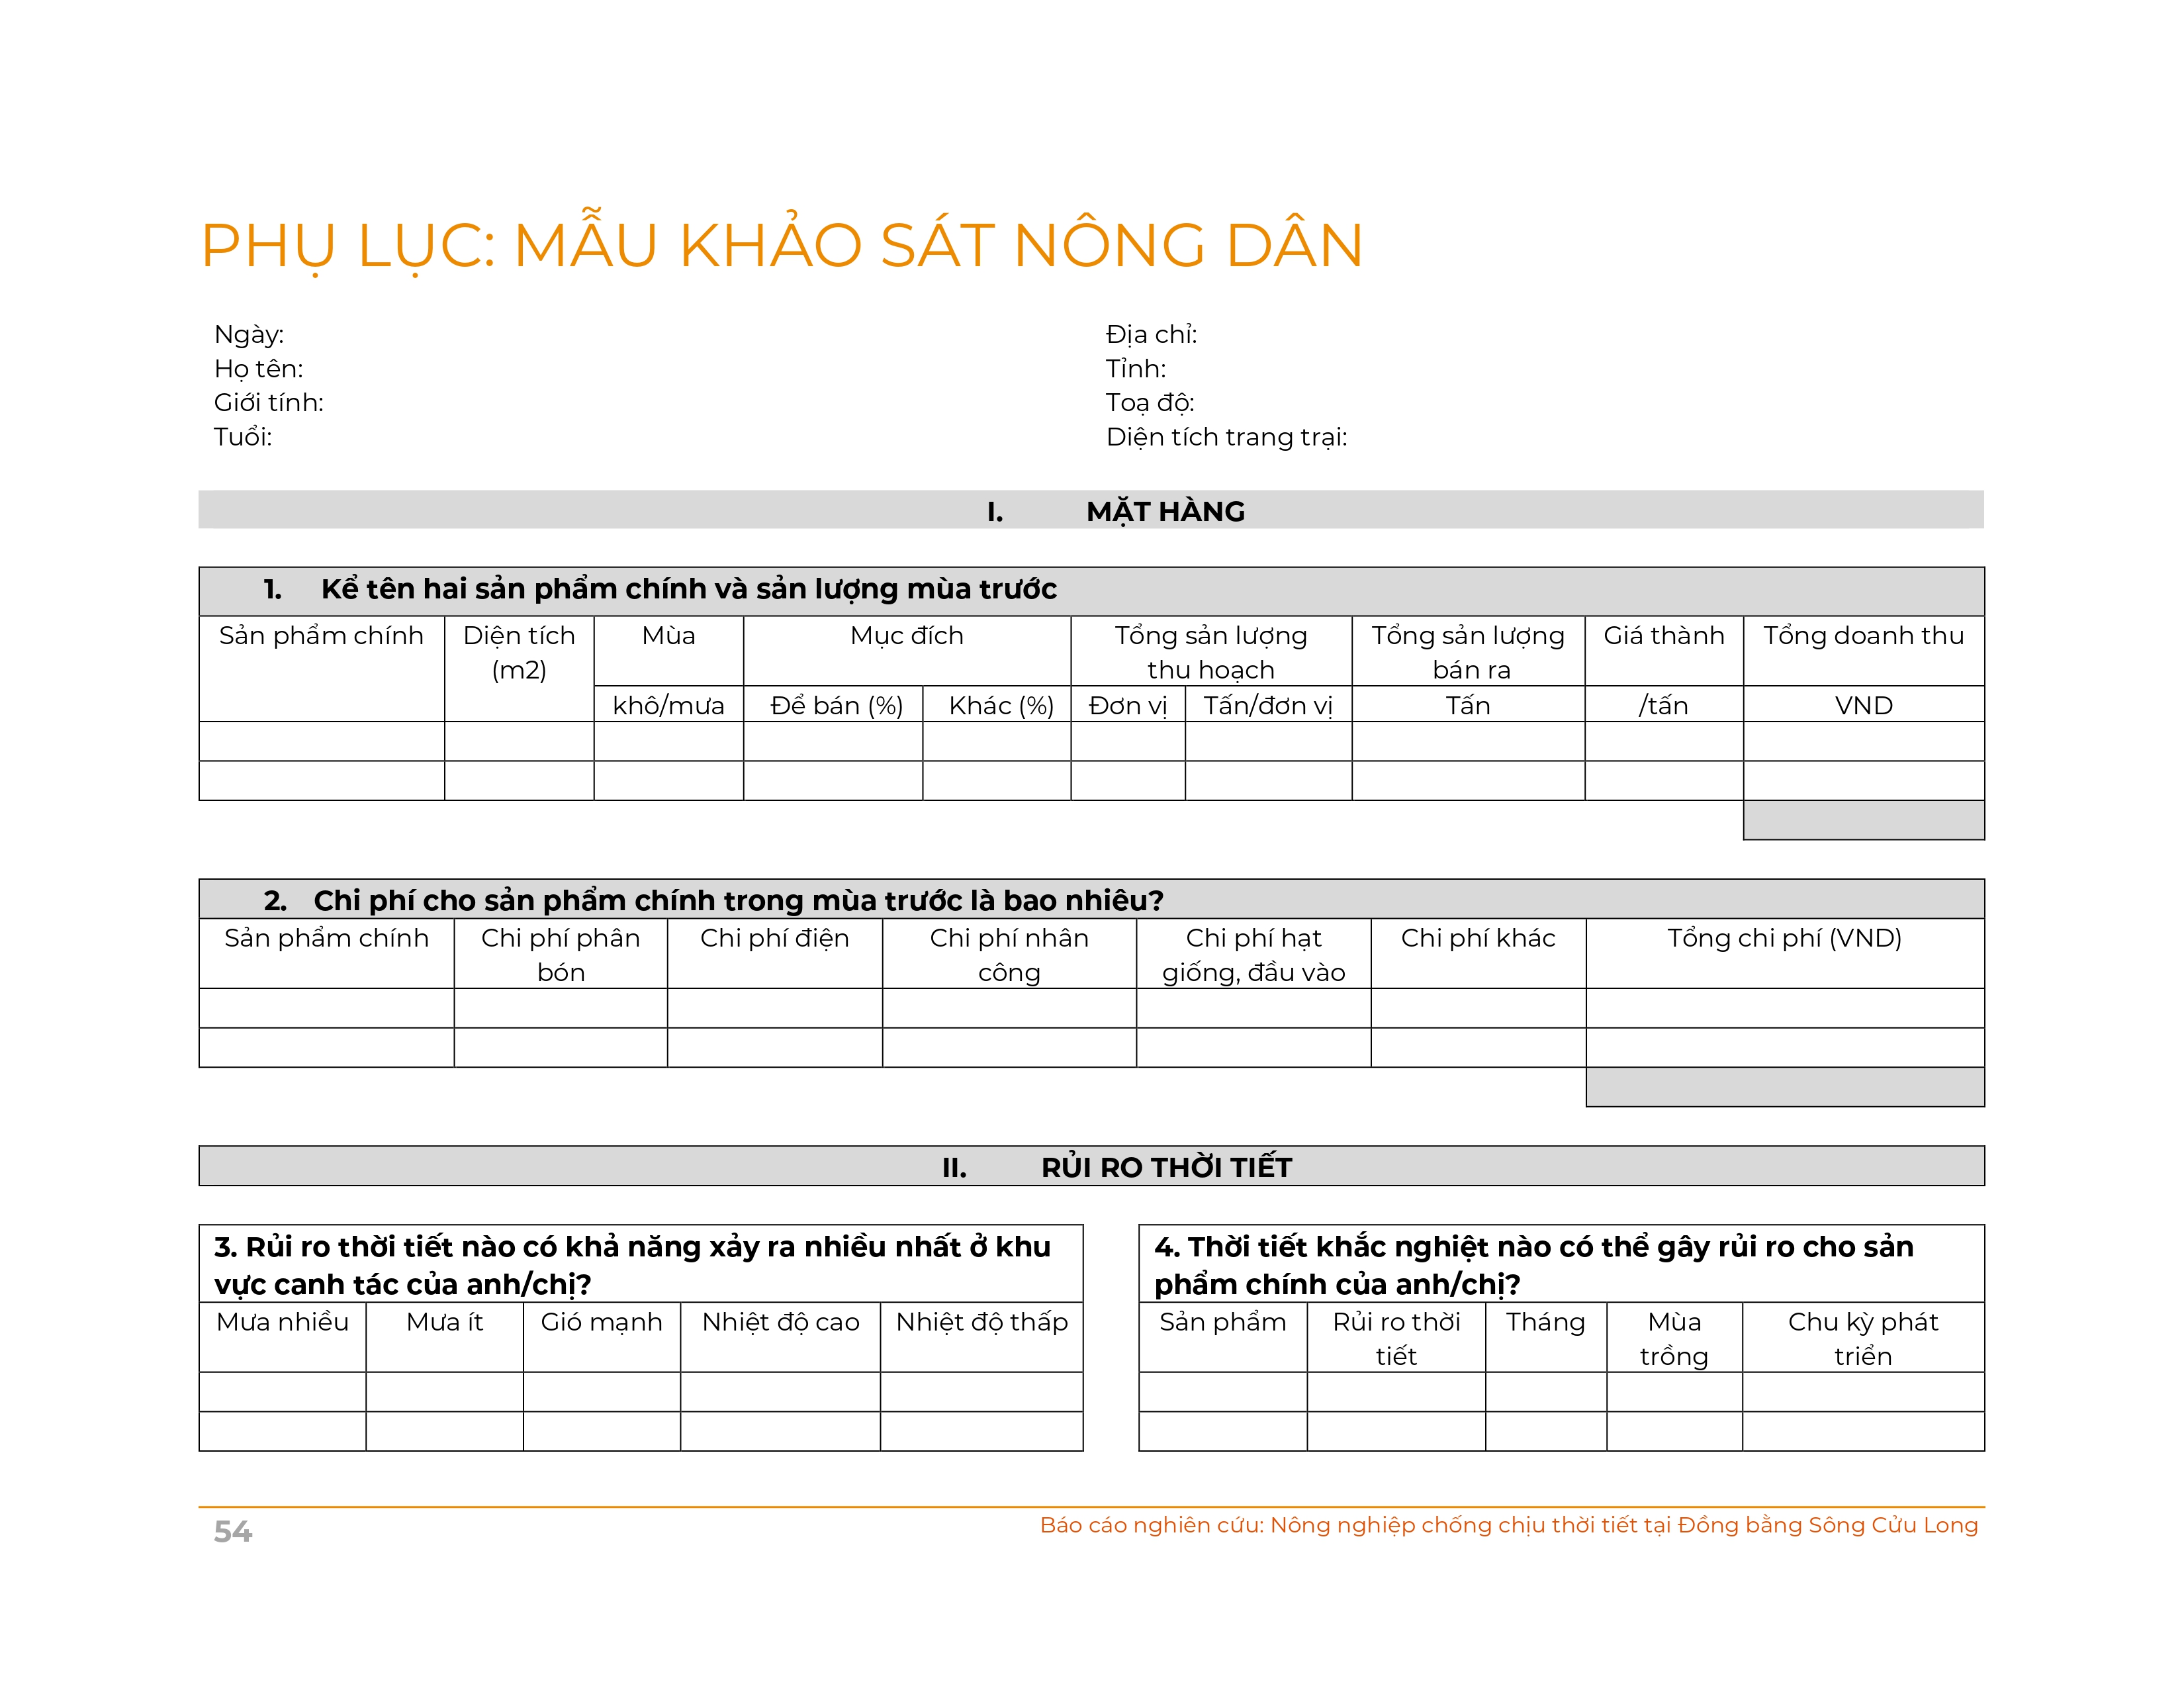 PHỤ LỤC: MẪU KHẢO SÁT NÔNG DÂN
Ngày:
Họ tên:
Giới tính:
Tuổi:
Địa chỉ:
Tỉnh:
Toạ độ:
Diện tích trang trại:
I. MẶT HÀNG
1. Kể tên hai sản phẩm chính và sản lượng mùa trước
Sản phẩm chính Diện tích Mùa Mục đích Tổng sản lượng Tổng sản lượng Giá thành Tổng doanh thu
(m2) thu hoạch bán ra
khô/mưa Để bán (%) Khác (%) Đơn vị Tấn/đơn vị Tấn /tấn VND
2. Chi phí cho sản phẩm chính trong mùa trước là bao nhiêu?
Sản phẩm chính Chi phí phân Chi phí điện Chi phí nhân Chi phí hạt Chi phí khác Tổng chi phí (VND)
bón công giống, đầu vào
II. RỦI RO THỜI TIẾT
3. Rủi ro thời tiết nào có khả năng xảy ra nhiều nhất ở khu
vực canh tác của anh/chị?
Mưa nhiều Mưa ít Gió mạnh Nhiệt độ cao Nhiệt độ thấp
4. Thời tiết khắc nghiệt nào có thể gây rủi ro cho sản
phẩm chính của anh/chị?
Sản phẩm Rủi ro thời Tháng Mùa Chu kỳ phát
tiết trồng triển
54
Báo cáo nghiên cứu: Nông nghiệp chống chịu thời tiết tại Đồng bằng Sông Cửu Long